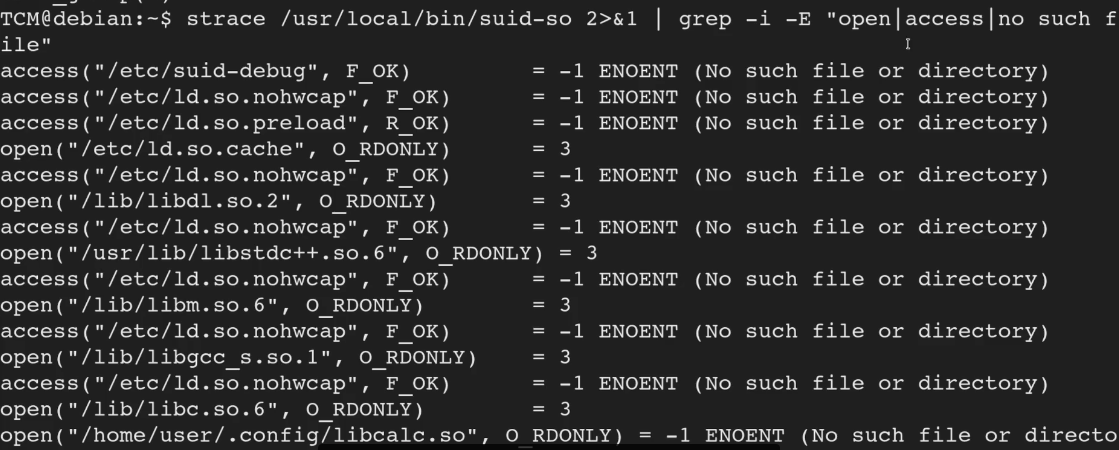 TCM@debian:~$ strace /usr/local/bin/suid-so 2>&1 | grep -i -E "open|access|no such f
ile"
access("/etc/suid-debug", F_OK)         = -1 ENOENT (No such file or directory)
access("/etc/ld.so.nohwcap", F_OK)      = -1 ENOENT (No such file or directory)
access("/etc/ld.so.preload", R_OK)      = -1 ENOENT (No such file or directory)
open("/etc/ld.so.cache", O_RDONLY)      = 3
access("/etc/ld.so.nohwcap", F_OK)      = -1 ENOENT (No such file or directory)
open("/lib/libdl.so.2", O_RDONLY)       = 3
access("/etc/ld.so.nohwcap", F_OK)      = -1 ENOENT (No such file or directory)
open("/usr/lib/libstdc++.so.6", O_RDONLY) = 3
access("/etc/ld.so.nohwcap", F_OK)      = -1 ENOENT (No such file or directory)
open("/lib/libm.so.6", O_RDONLY)        = 3
access("/etc/ld.so.nohwcap", F_OK)      = -1 ENOENT (No such file or directory)
open("/lib/libgcc_s.so.1", O_RDONLY)    = 3
access("/etc/ld.so.nohwcap", F_OK)      = -1 ENOENT (No such file or directory)
open("/lib/libc.so.6", O_RDONLY)        = 3
open("/home/user/.config/libcalc.so", O_RDONLY) = -1 ENOENT (No such file or directo